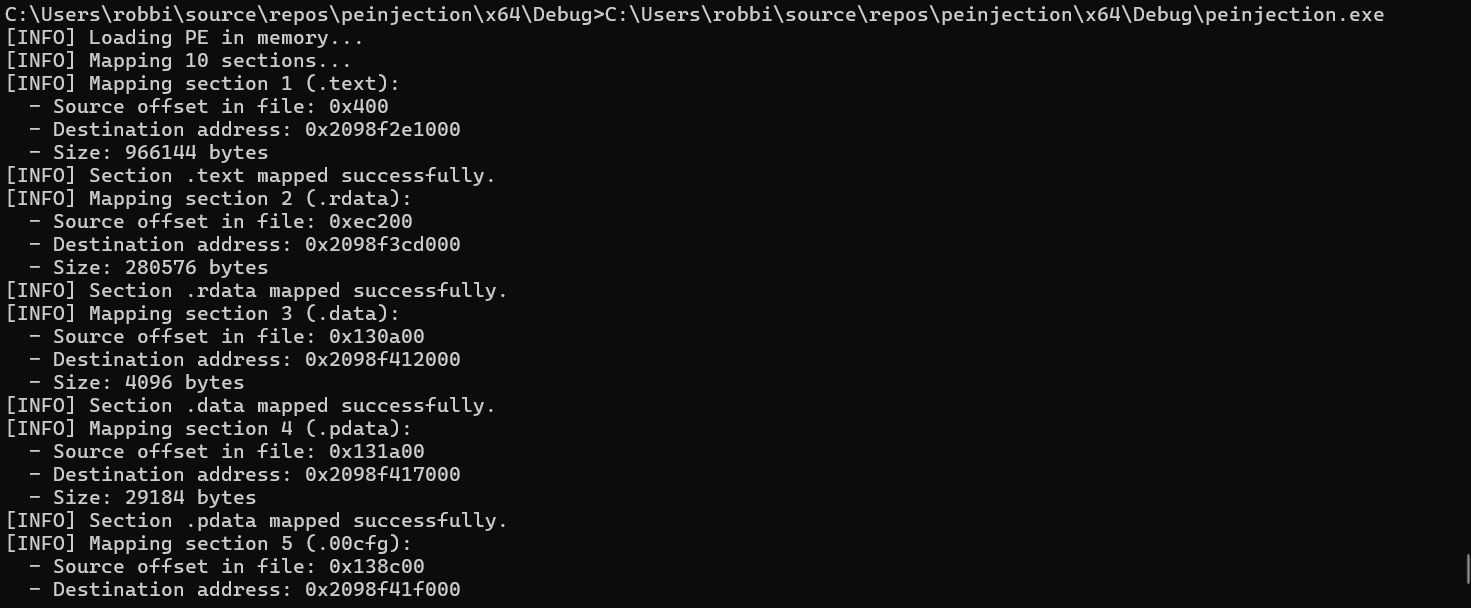 C:\Users\robbi\source\repos\peinjection\x64\Debug>C:\Users\robbi\source\repos\peinjection\x64\Debug\peinjection.exe
[INFO] Loading PE in memory...
[INFO] Mapping 10 sections...
[INFO] Mapping section 1 (.text):
  - Source offset in file: 0x400
  - Destination address: 0x2098f2e1000
  - Size: 966144 bytes
[INFO] Section .text mapped successfully.
[INFO] Mapping section 2 (.rdata):
  - Source offset in file: 0xec200
  - Destination address: 0x2098f3cd000
  - Size: 280576 bytes
[INFO] Section .rdata mapped successfully.
[INFO] Mapping section 3 (.data):
  - Source offset in file: 0x130a00
  - Destination address: 0x2098f412000
  - Size: 4096 bytes
[INFO] Section .data mapped successfully.
[INFO] Mapping section 4 (.pdata):
  - Source offset in file: 0x131a00
  - Destination address: 0x2098f417000
  - Size: 29184 bytes
[INFO] Section .pdata mapped successfully.
[INFO] Mapping section 5 (.00cfg):
  - Source offset in file: 0x138c00
  - Destination address: 0x2098f41f000